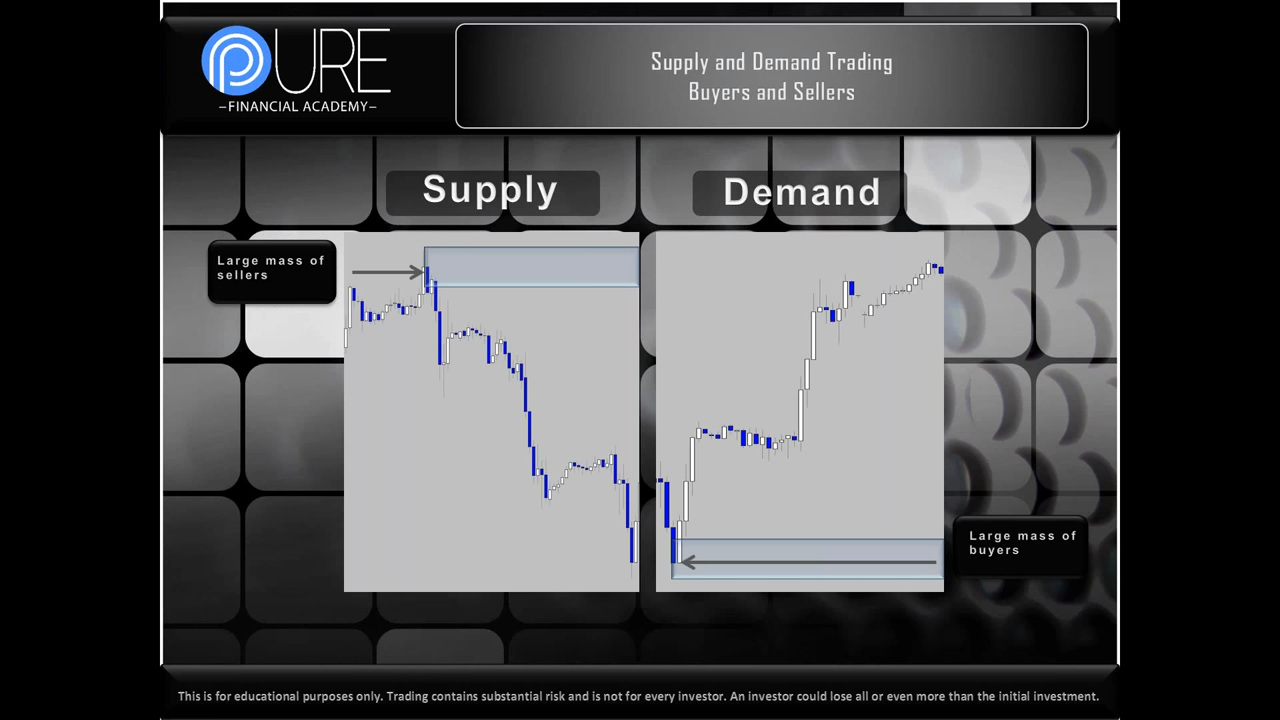 PURE
–FINANCIAL ACADEMY–
Supply and Demand Trading
Buyers and Sellers
Supply
Demand
Large mass of
sellers
Large mass of
buyers
This is for educational purposes only. Trading contains substantial risk and is not for every investor. An investor could lose all or even more than the initial investment.